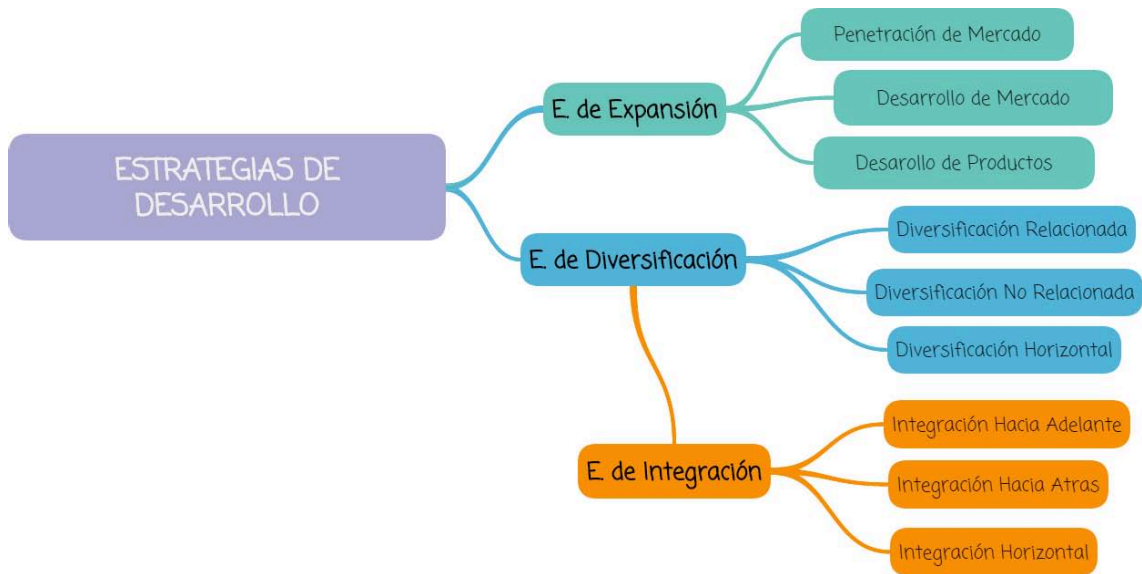 ESTRATEGIAS DE
DESARROLLO
E. de Expansión
Penetración de Mercado
Desarrollo de Mercado
Desarollo de Productos
E. de Diversificación
Diversificación Relacionada
Diversificación No Relacionada
Diversificación Horizontal
E. de Integración
Integración Hacia Adelante
Integración Hacia Atras
Integración Horizontal